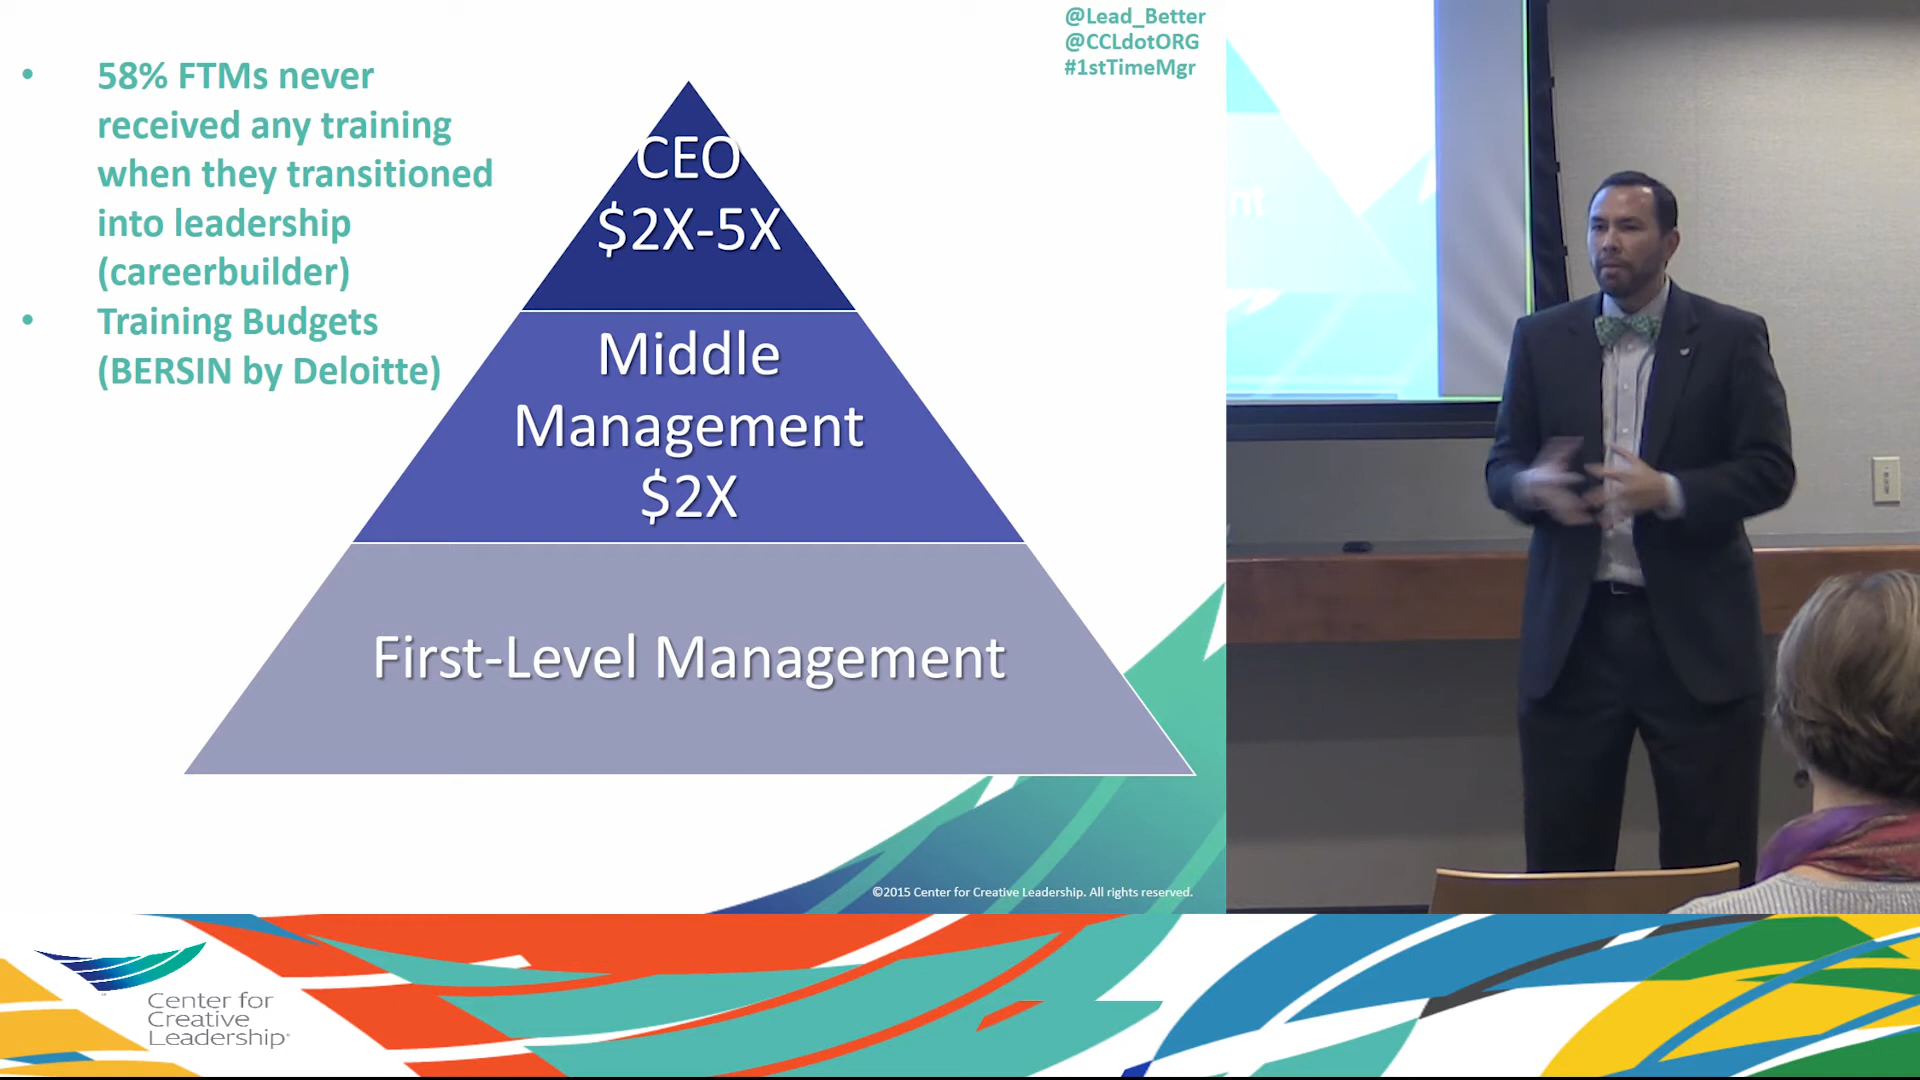 @Lead_Better
@CCLdotORG
#1stTimeMgr
• 58% FTMs never
received any training
when they transitioned
into leadership
(careerbuilder)
• Training Budgets
(BERSIN by Deloitte)
CEO
$2X-5X
Middle
Management
$2X
First-Level Management
©2015 Center for Creative Leadership. All rights reserved.
nt
Center for
Creative
Leadership®